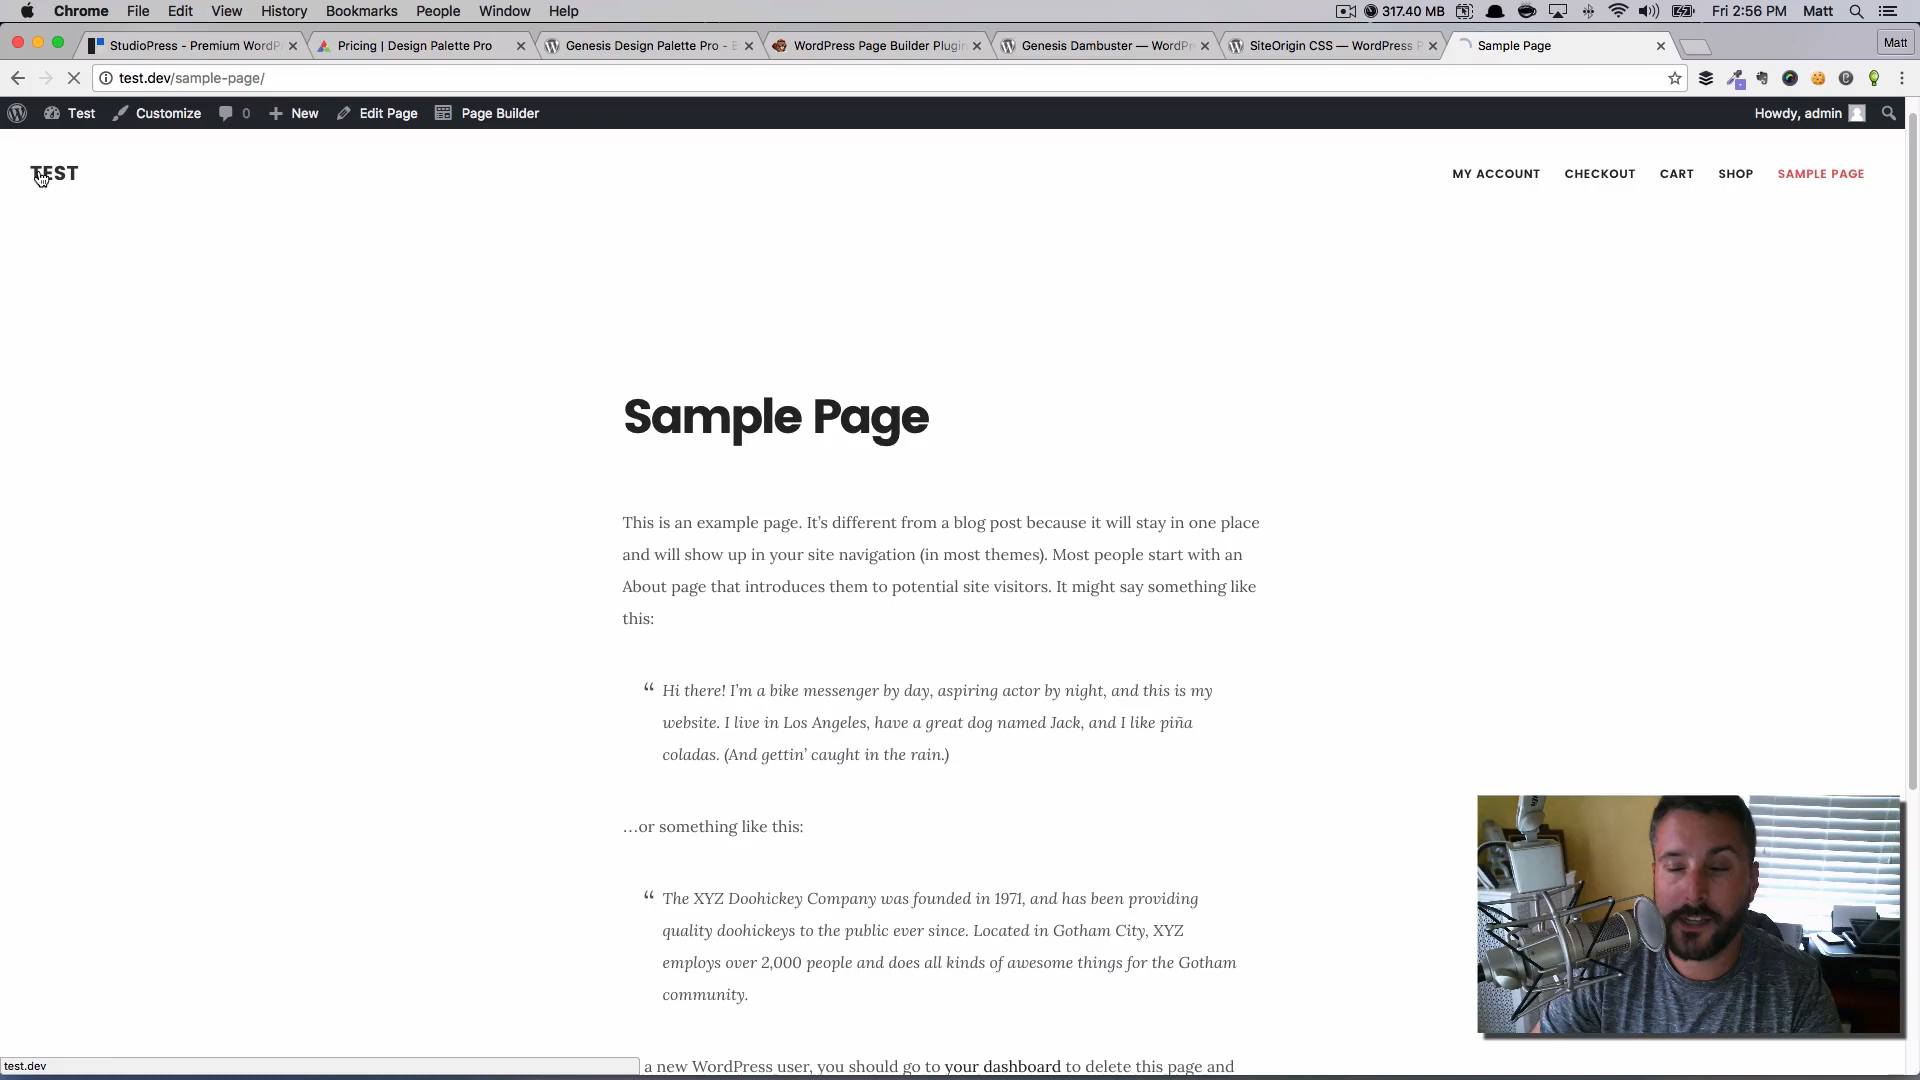 Chrome File Edit View History Bookmarks People Window Help 317.40 MB Fri 2:56 PM Matt
StudioPress - Premium WordP Pricing | Design Palette Pro Genesis Design Palette Pro - E WordPress Page Builder Plugin Genesis Dambuster — WordPr SiteOrigin CSS — WordPress P Sample Page Matt
test.dev/sample-page/
Test Customize 0 New Edit Page Page Builder Howdy, admin
TEST MY ACCOUNT CHECKOUT CART SHOP SAMPLE PAGE
Sample Page
This is an example page. It’s different from a blog post because it will stay in one place
and will show up in your site navigation (in most themes). Most people start with an
About page that introduces them to potential site visitors. It might say something like
this:
“ Hi there! I’m a bike messenger by day, aspiring actor by night, and this is my
website. I live in Los Angeles, have a great dog named Jack, and I like piña
coladas. (And gettin’ caught in the rain.)
…or something like this:
“ The XYZ Doohickey Company was founded in 1971, and has been providing
quality doohickeys to the public ever since. Located in Gotham City, XYZ
employs over 2,000 people and does all kinds of awesome things for the Gotham
community.
a new WordPress user, you should go to your dashboard to delete this page and
test.dev